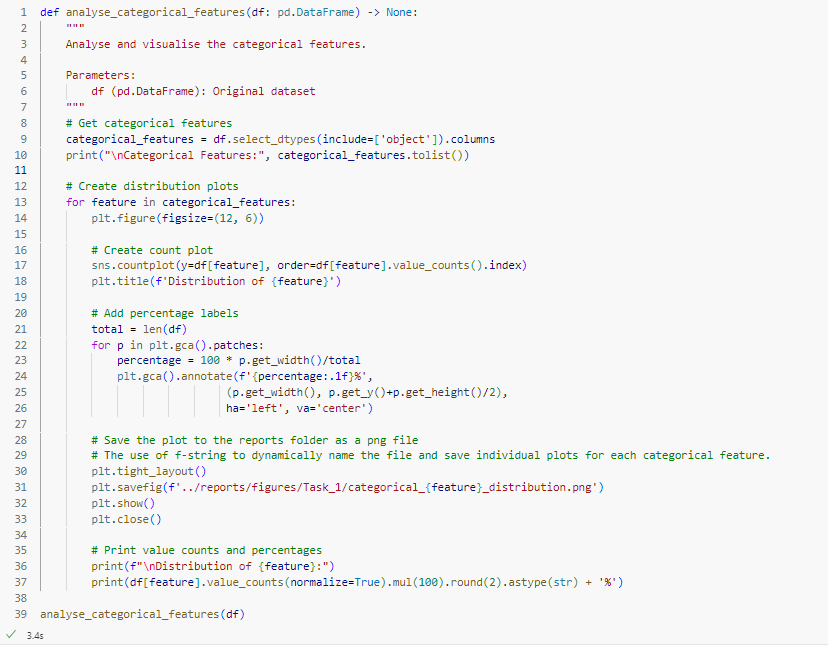 1 def analyse_categorical_features(df: pd.DataFrame) -> None:
2     """
3     Analyse and visualise the categorical features.
4
5     Parameters:
6         df (pd.DataFrame): Original dataset
7     """
8     # Get categorical features
9     categorical_features = df.select_dtypes(include=['object']).columns
10     print("\nCategorical Features:", categorical_features.tolist())
11
12     # Create distribution plots
13     for feature in categorical_features:
14         plt.figure(figsize=(12, 6))
15
16         # Create count plot
17         sns.countplot(y=df[feature], order=df[feature].value_counts().index)
18         plt.title(f'Distribution of {feature}')
19
20         # Add percentage labels
21         total = len(df)
22         for p in plt.gca().patches:
23             percentage = 100 * p.get_width()/total
24             plt.gca().annotate(f'{percentage:.1f}%',
25                              (p.get_width(), p.get_y()+p.get_height()/2),
26                              ha='left', va='center')
27
28         # Save the plot to the reports folder as a png file
29         # The use of f-string to dynamically name the file and save individual plots for each categorical feature.
30         plt.tight_layout()
31         plt.savefig(f'../reports/figures/Task_1/categorical_{feature}_distribution.png')
32         plt.show()
33         plt.close()
34
35         # Print value counts and percentages
36         print(f"\nDistribution of {feature}:")
37         print(df[feature].value_counts(normalize=True).mul(100).round(2).astype(str) + '%')
38
39 analyse_categorical_features(df)
✓ 3.4s